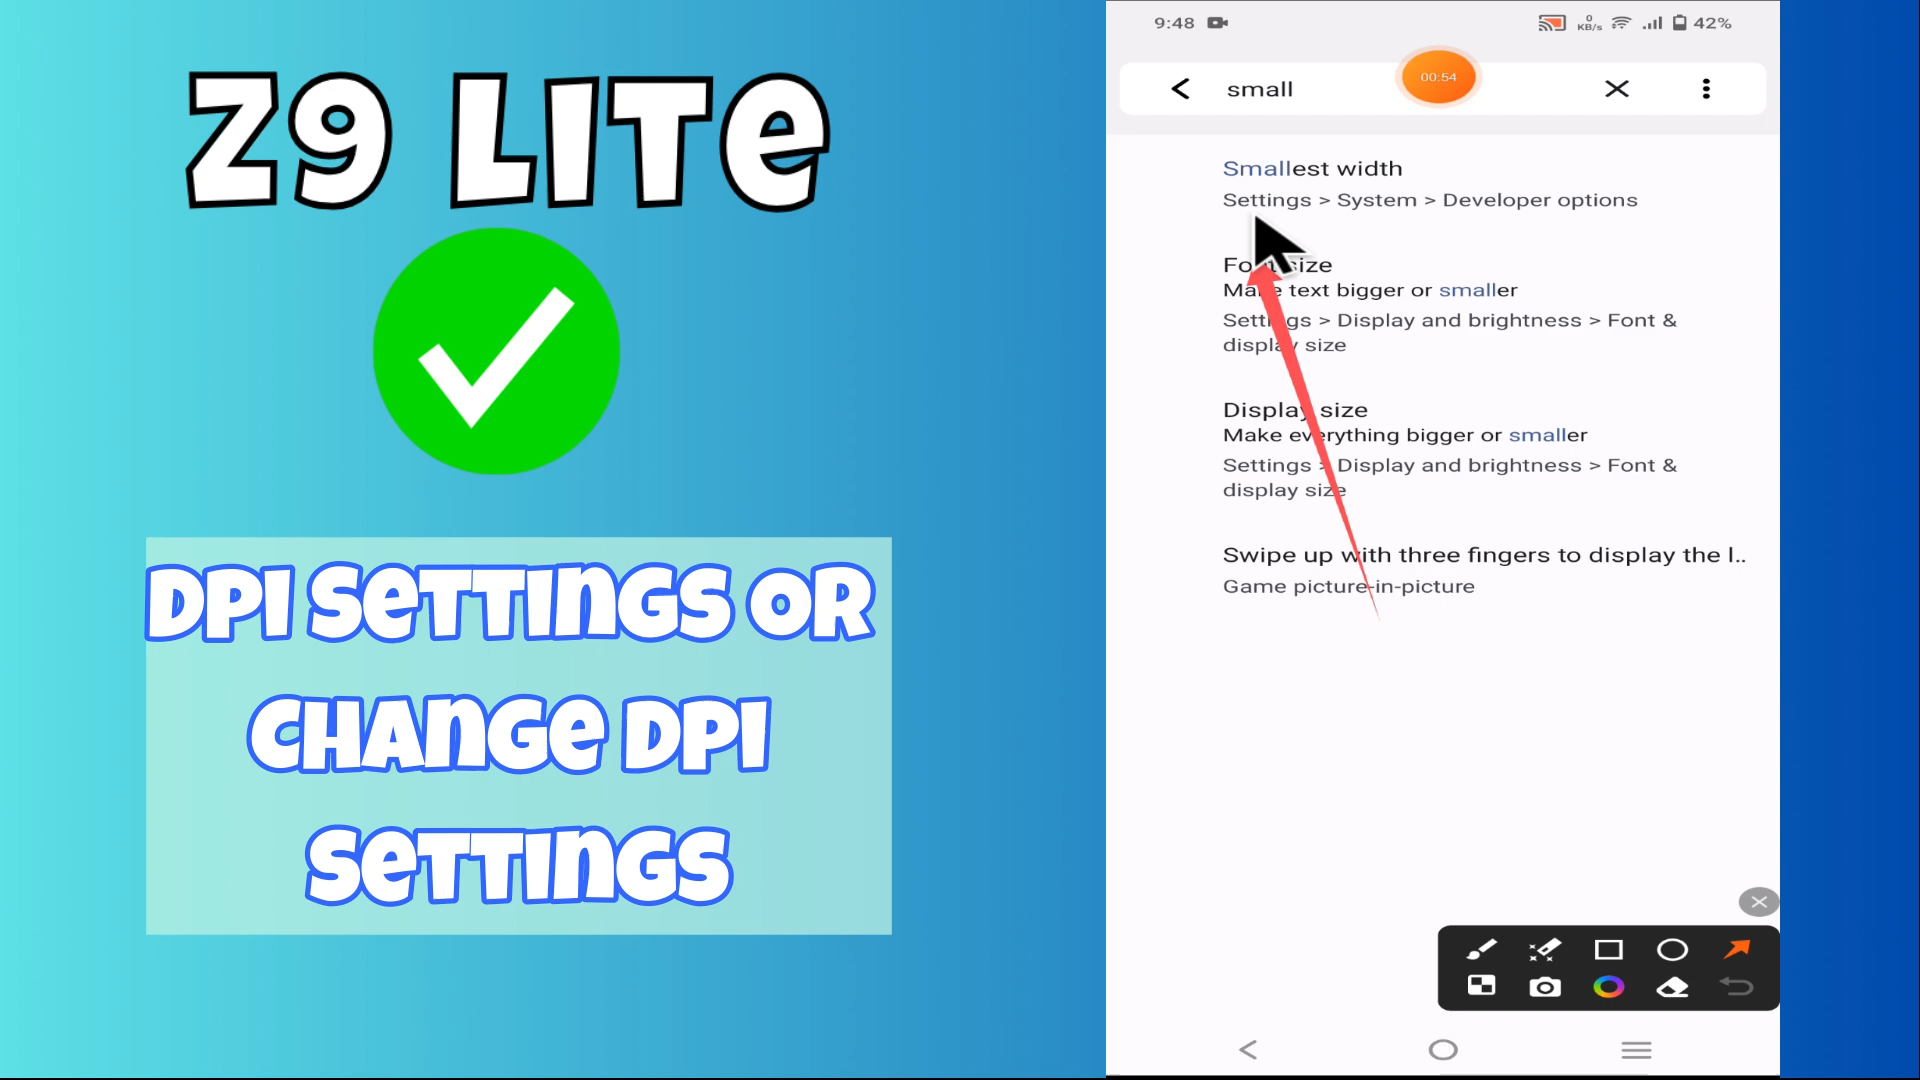 Z9 LITE
DPI SETTINGS OR
CHANGE DPI
SETTINGS
9:48
0
KB/s
42%
small
00:54
Smallest width
Settings > System > Developer options
Font size
Make text bigger or smaller
Settings > Display and brightness > Font &
display size
Display size
Make everything bigger or smaller
Settings > Display and brightness > Font &
display size
Swipe up with three fingers to display the l..
Game picture-in-picture